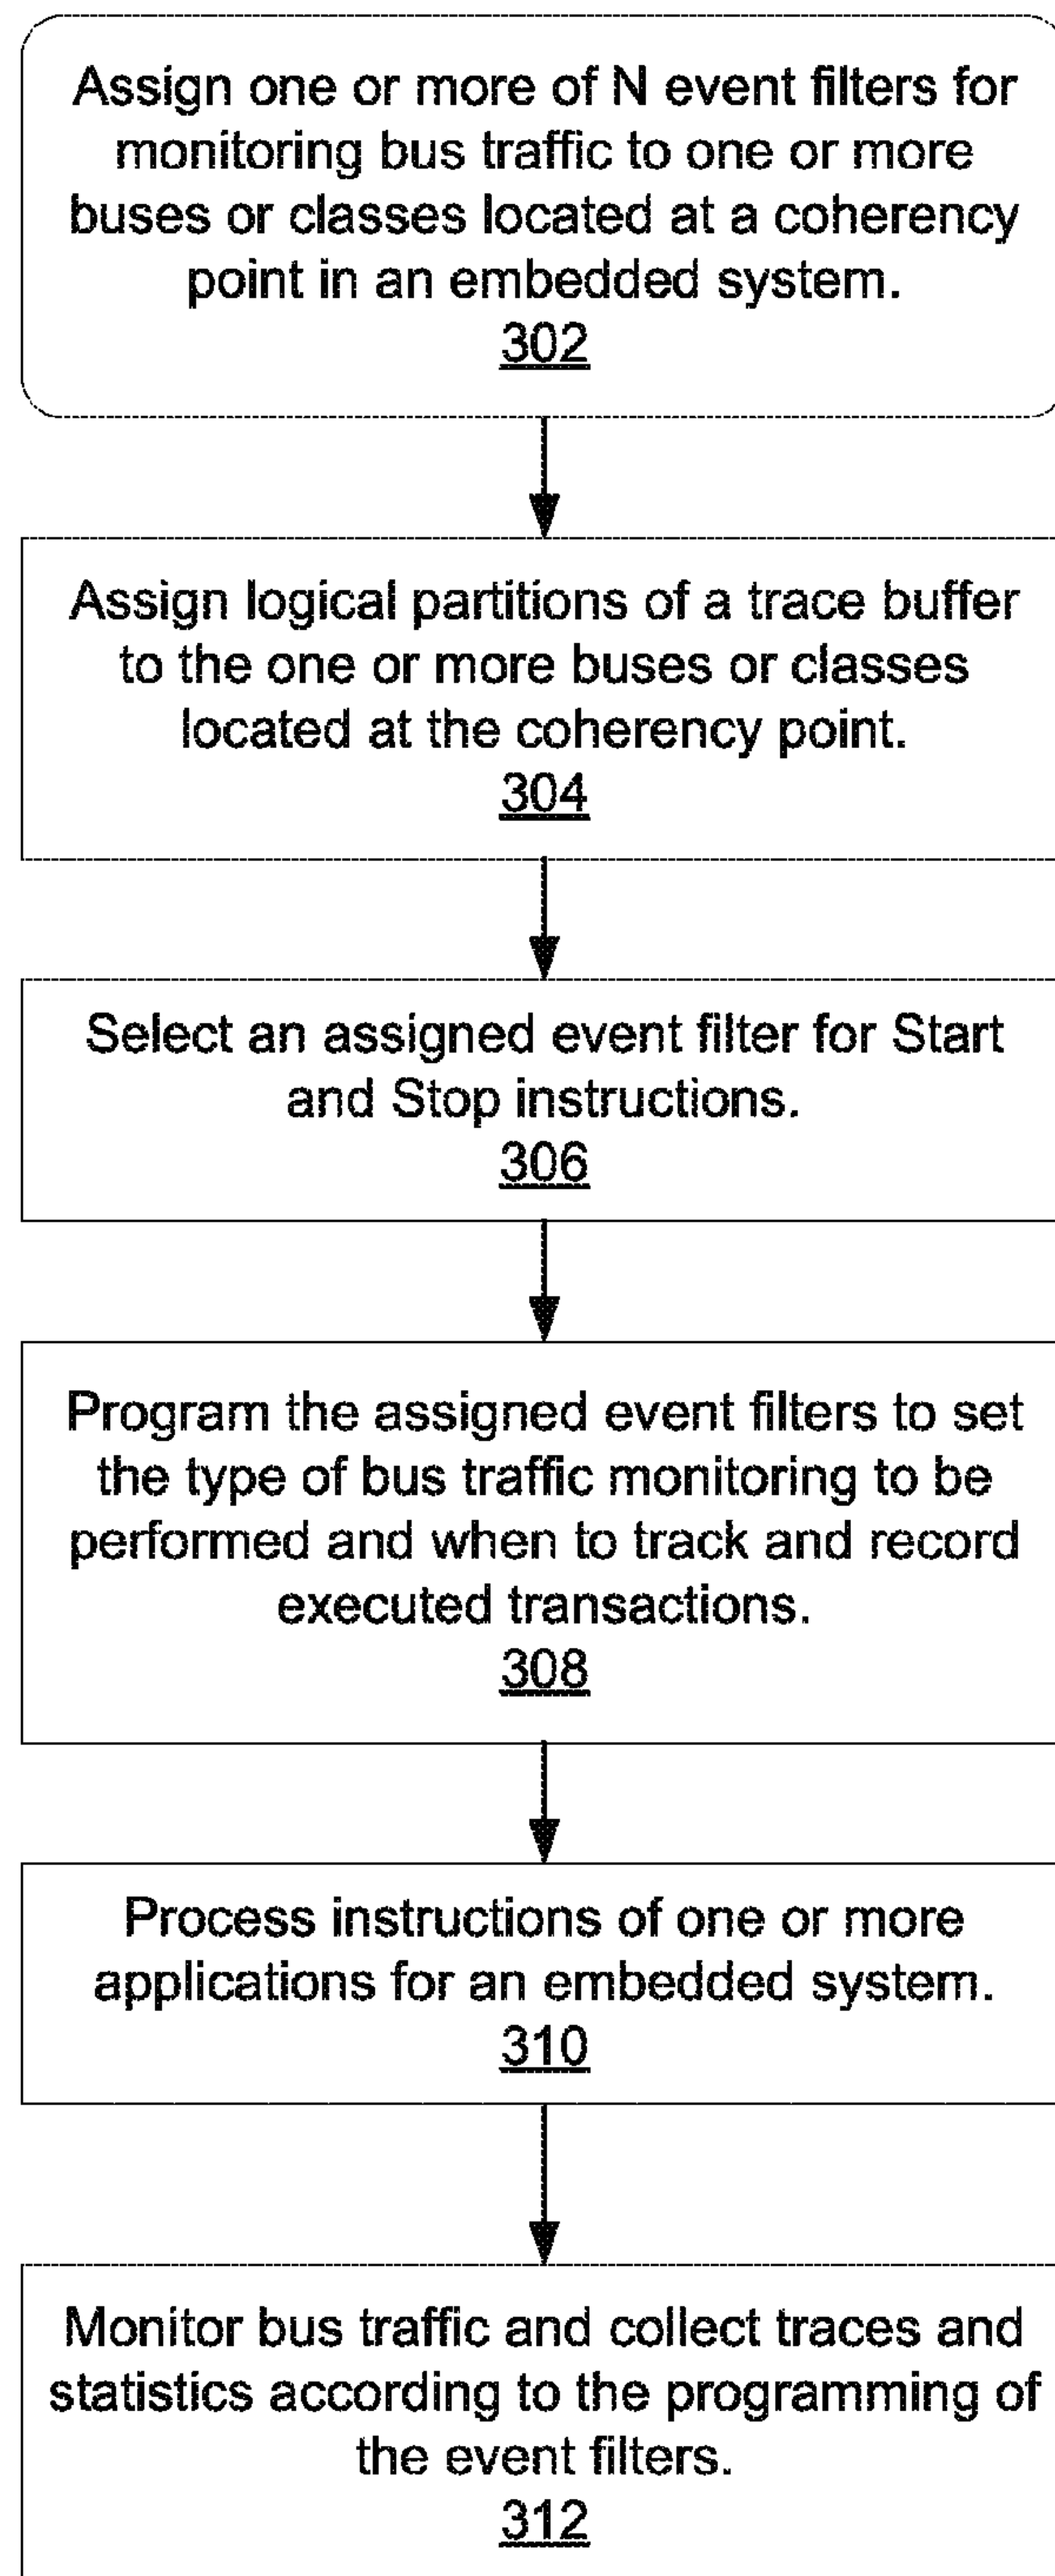 Assign one or more of N event filters for
monitoring bus traffic to one or more
buses or classes located at a coherency
point in an embedded system.
302
Assign logical partitions of a trace buffer
to the one or more buses or classes
located at the coherency point.
304
Select an assigned event filter for Start
and Stop instructions.
306
Program the assigned event filters to set
the type of bus traffic monitoring to be
performed and when to track and record
executed transactions.
308
Process instructions of one or more
applications for an embedded system.
310
Monitor bus traffic and collect traces and
statistics according to the programming of
the event filters.
312